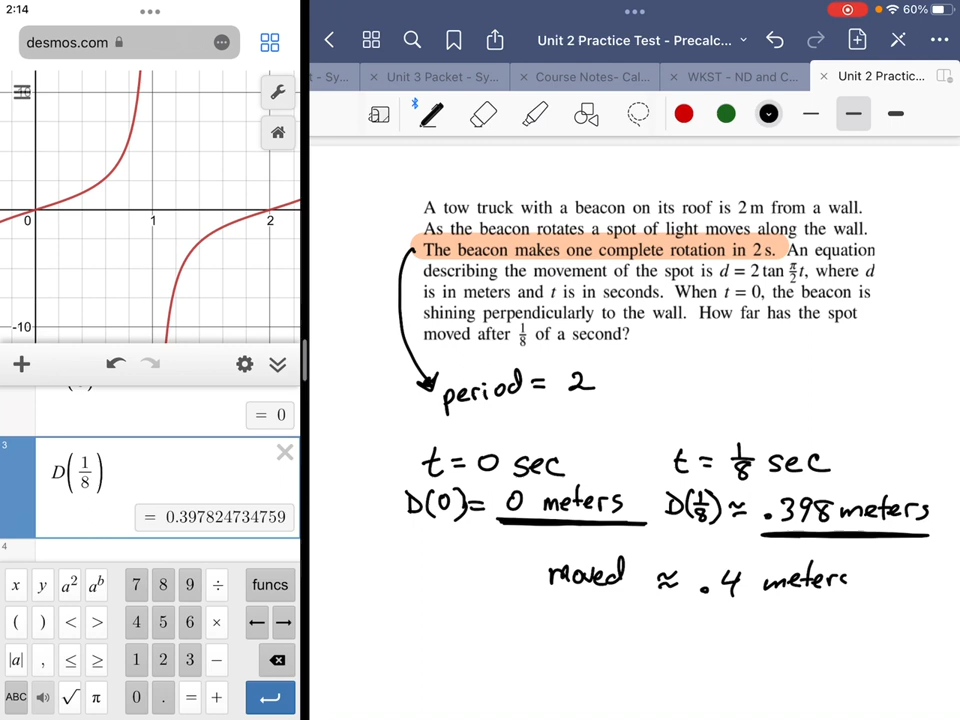 2:14
60%
desmos.com
Unit 2 Practice Test - Precalc...
t - Sy...
× Unit 3 Packet - Sy...
× Course Notes- Cal...
× WKST - ND and C...
× Unit 2 Practic...
0
1
2
-10
A tow truck with a beacon on its roof is 2 m from a wall.
As the beacon rotates a spot of light moves along the wall.
The beacon makes one complete rotation in 2 s. An equation
describing the movement of the spot is d = 2 tan π/2 t, where d
is in meters and t is in seconds. When t = 0, the beacon is
shining perpendicularly to the wall. How far has the spot
moved after 1/8 of a second?
period = 2
t = 0 sec t = 1/8 sec
D(0) = 0 meters D(1/8) ≈ .398 meters
moved ≈ .4 meters
= 0
3
D(1/8)
= 0.397824734759
4
x y a² aᵇ 7 8 9 ÷ funcs
( ) < > 4 5 6 × ← →
|a| , ≤ ≥ 1 2 3 −
ABC √ π 0 . = +